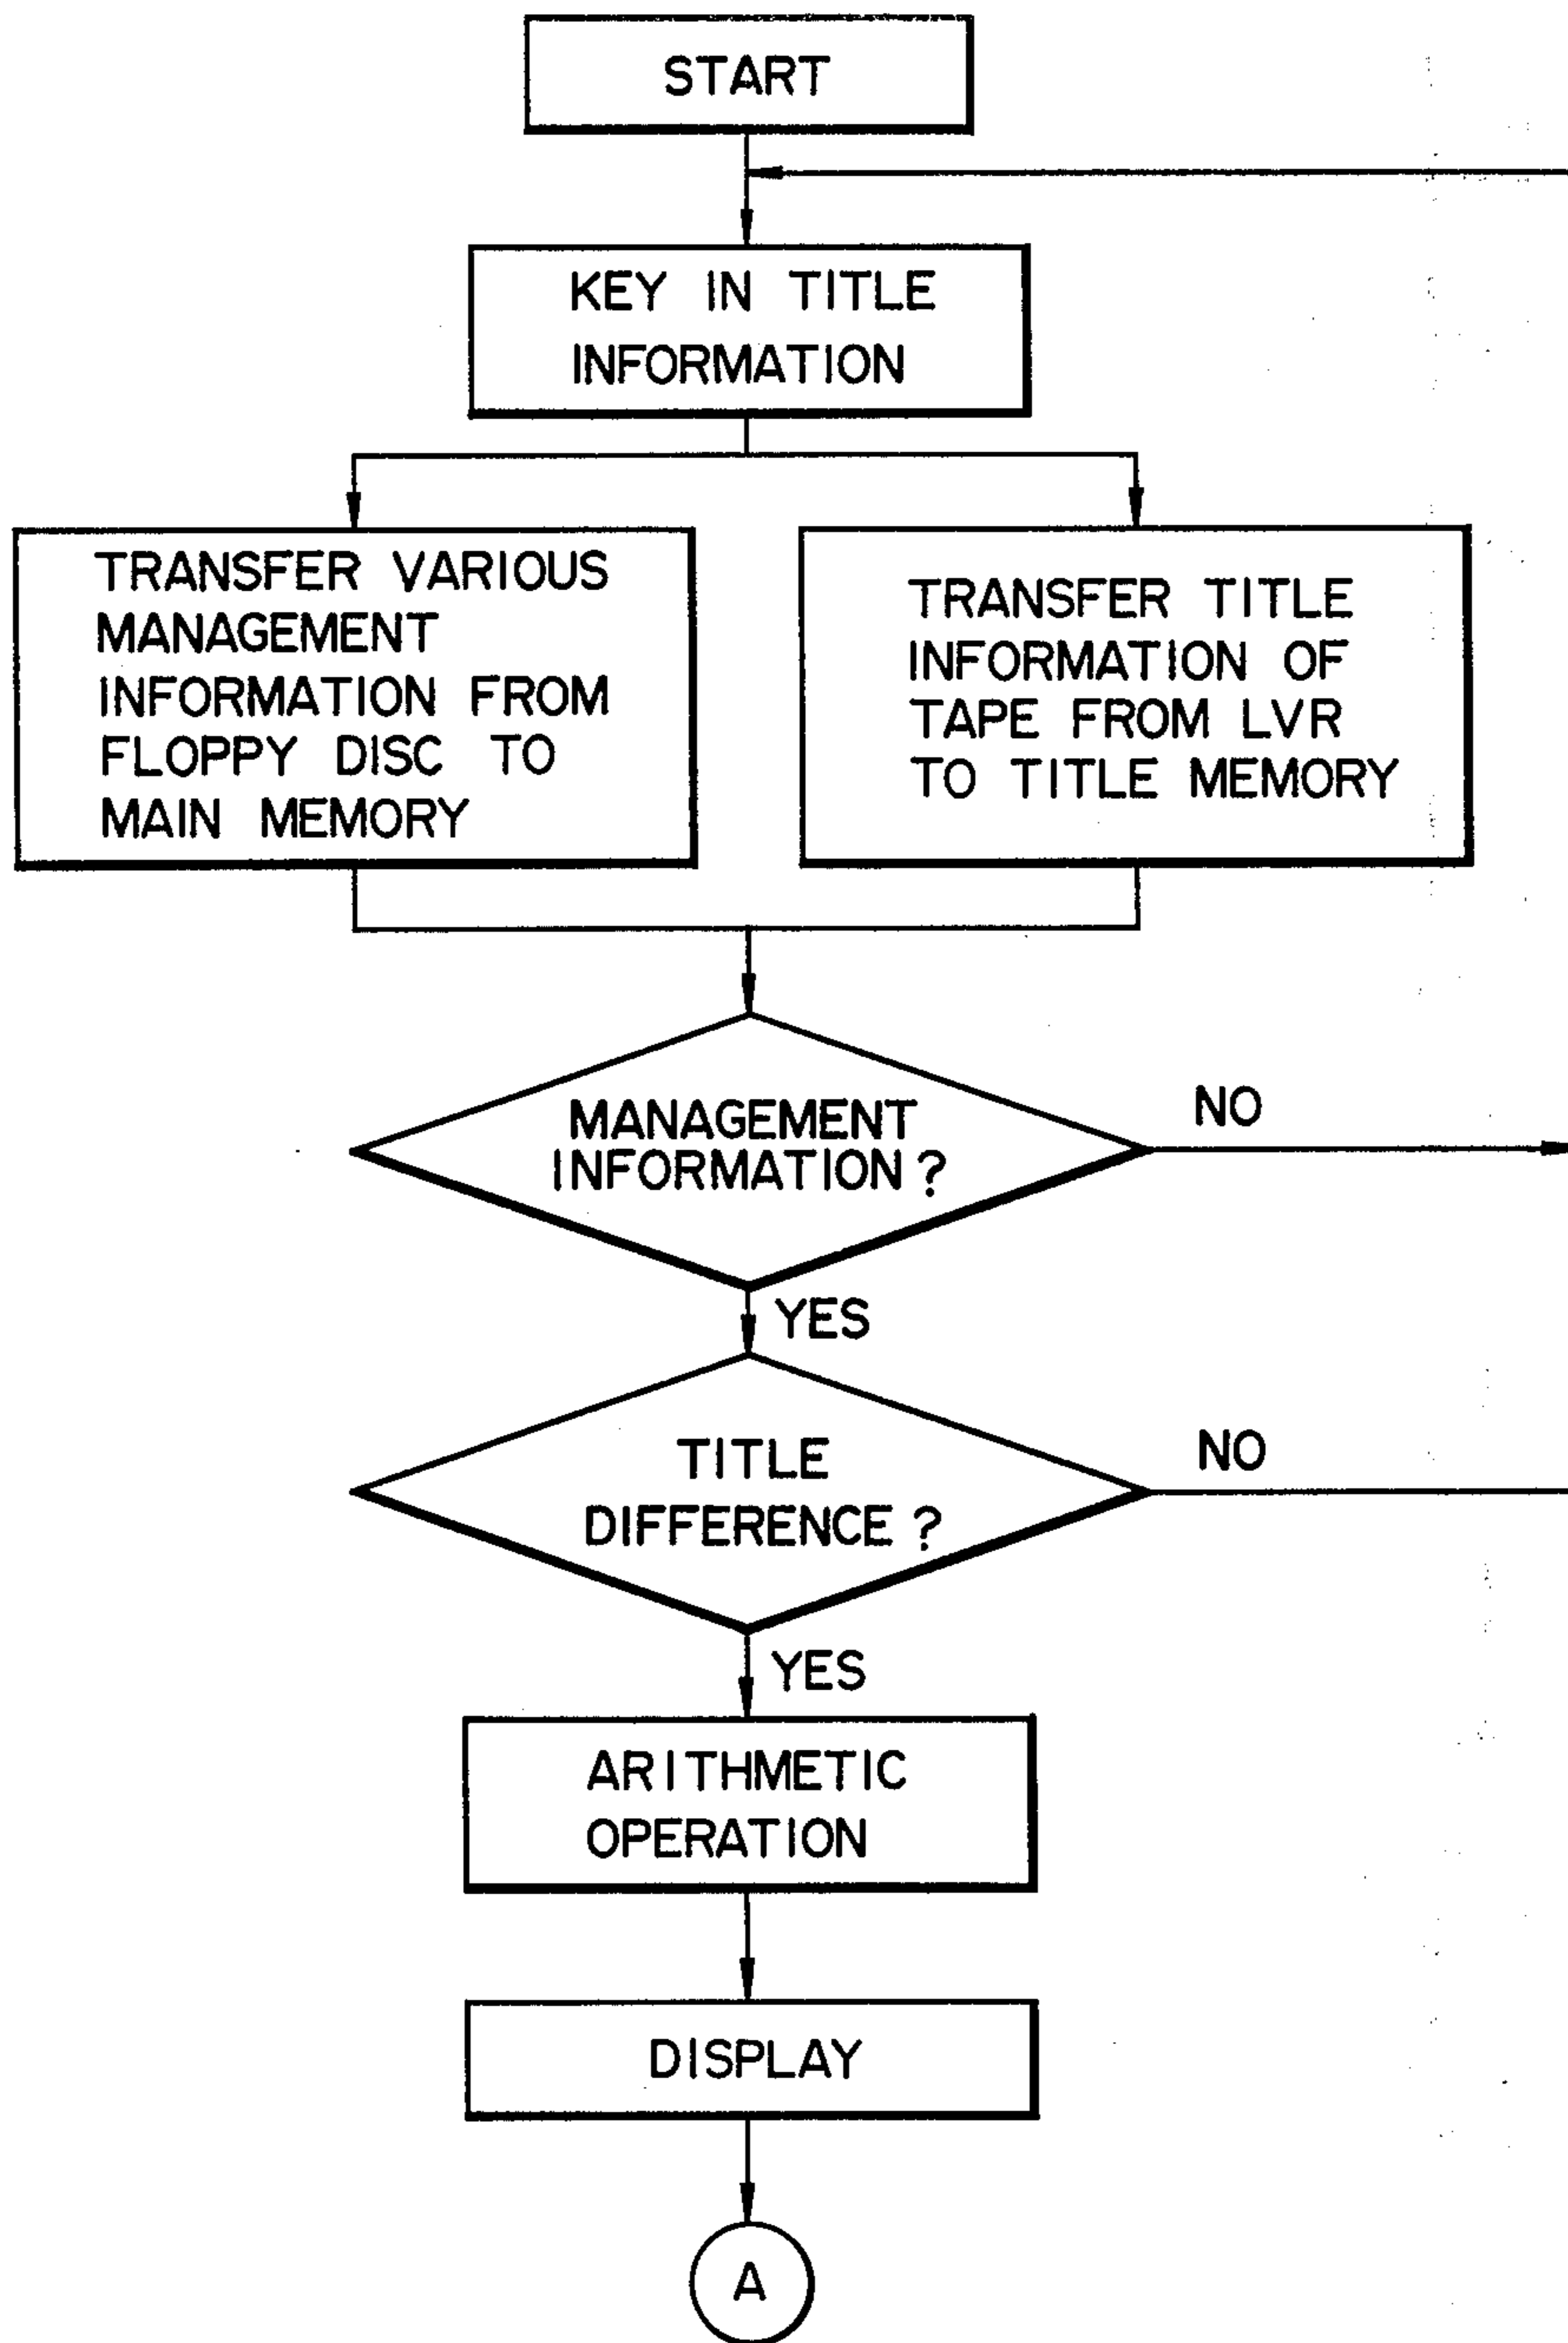 START
KEY IN TITLE
INFORMATION
TRANSFER VARIOUS
MANAGEMENT
INFORMATION FROM
FLOPPY DISC TO
MAIN MEMORY
TRANSFER TITLE
INFORMATION OF
TAPE FROM LVR
TO TITLE MEMORY
MANAGEMENT
INFORMATION ?
NO
YES
TITLE
DIFFERENCE ?
NO
YES
ARITHMETIC
OPERATION
DISPLAY
A